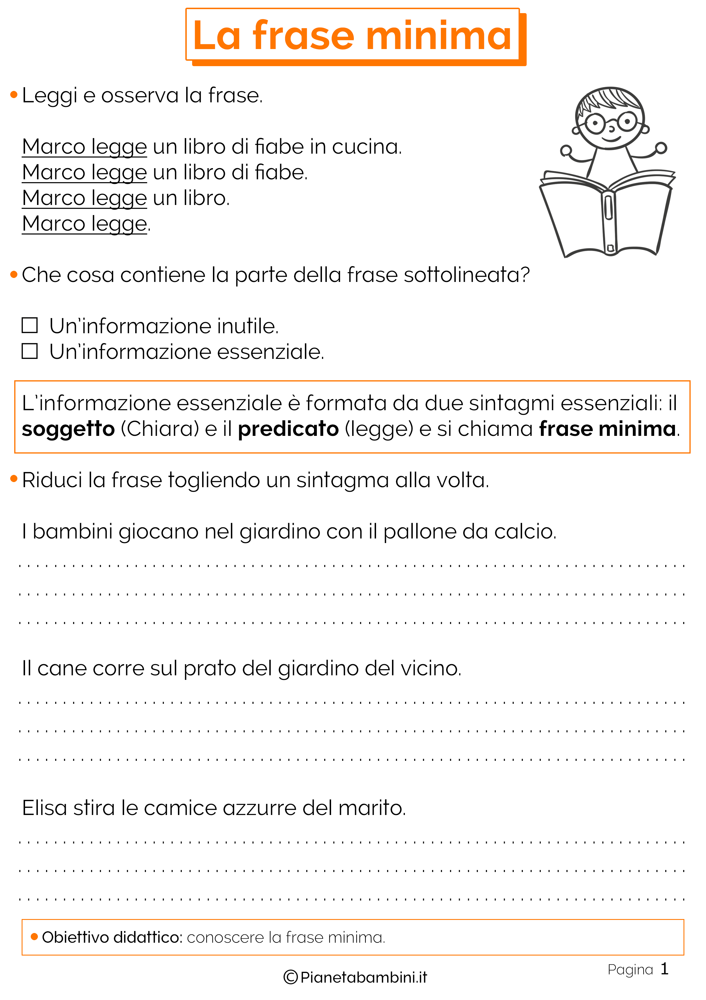 La frase minima
Leggi e osserva la frase.
Marco legge un libro di fiabe in cucina.
Marco legge un libro di fiabe.
Marco legge un libro.
Marco legge.
Che cosa contiene la parte della frase sottolineata?
Un'informazione inutile.
Un'informazione essenziale.
L'informazione essenziale è formata da due sintagmi essenziali: il
soggetto (Chiara) e il predicato (legge) e si chiama frase minima.
Riduci la frase togliendo un sintagma alla volta.
I bambini giocano nel giardino con il pallone da calcio.
Il cane corre sul prato del giardino del vicino.
Elisa stira le camice azzurre del marito.
Obiettivo didattico: conoscere la frase minima.
Pagina 1
©Pianetabambini.it